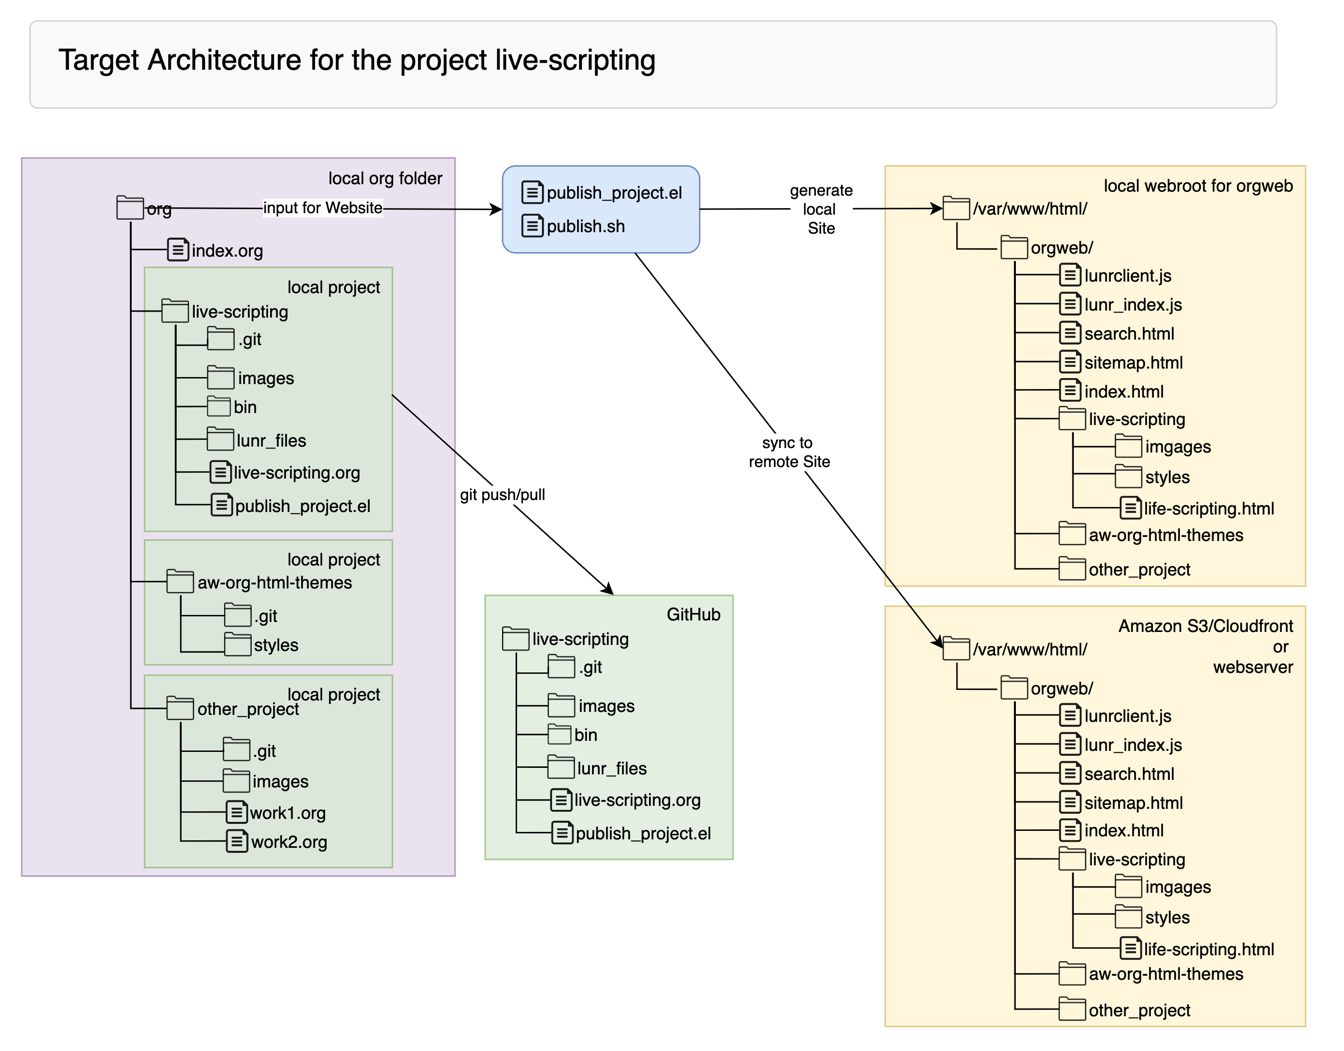 Target Architecture for the project live-scripting
local org folder
org
input for Website
index.org
local project
live-scripting
.git
images
bin
lunr_files
live-scripting.org
publish_project.el
local project
aw-org-html-themes
.git
styles
local project
other_project
.git
images
work1.org
work2.org
publish_project.el
publish.sh
generate
local
Site
sync to
remote Site
git push/pull
GitHub
live-scripting
.git
images
bin
lunr_files
live-scripting.org
publish_project.el
local webroot for orgweb
/var/www/html/
orgweb/
lunrclient.js
lunr_index.js
search.html
sitemap.html
index.html
live-scripting
imgages
styles
life-scripting.html
aw-org-html-themes
other_project
Amazon S3/Cloudfront
or
webserver
/var/www/html/
orgweb/
lunrclient.js
lunr_index.js
search.html
sitemap.html
index.html
live-scripting
imgages
styles
life-scripting.html
aw-org-html-themes
other_project